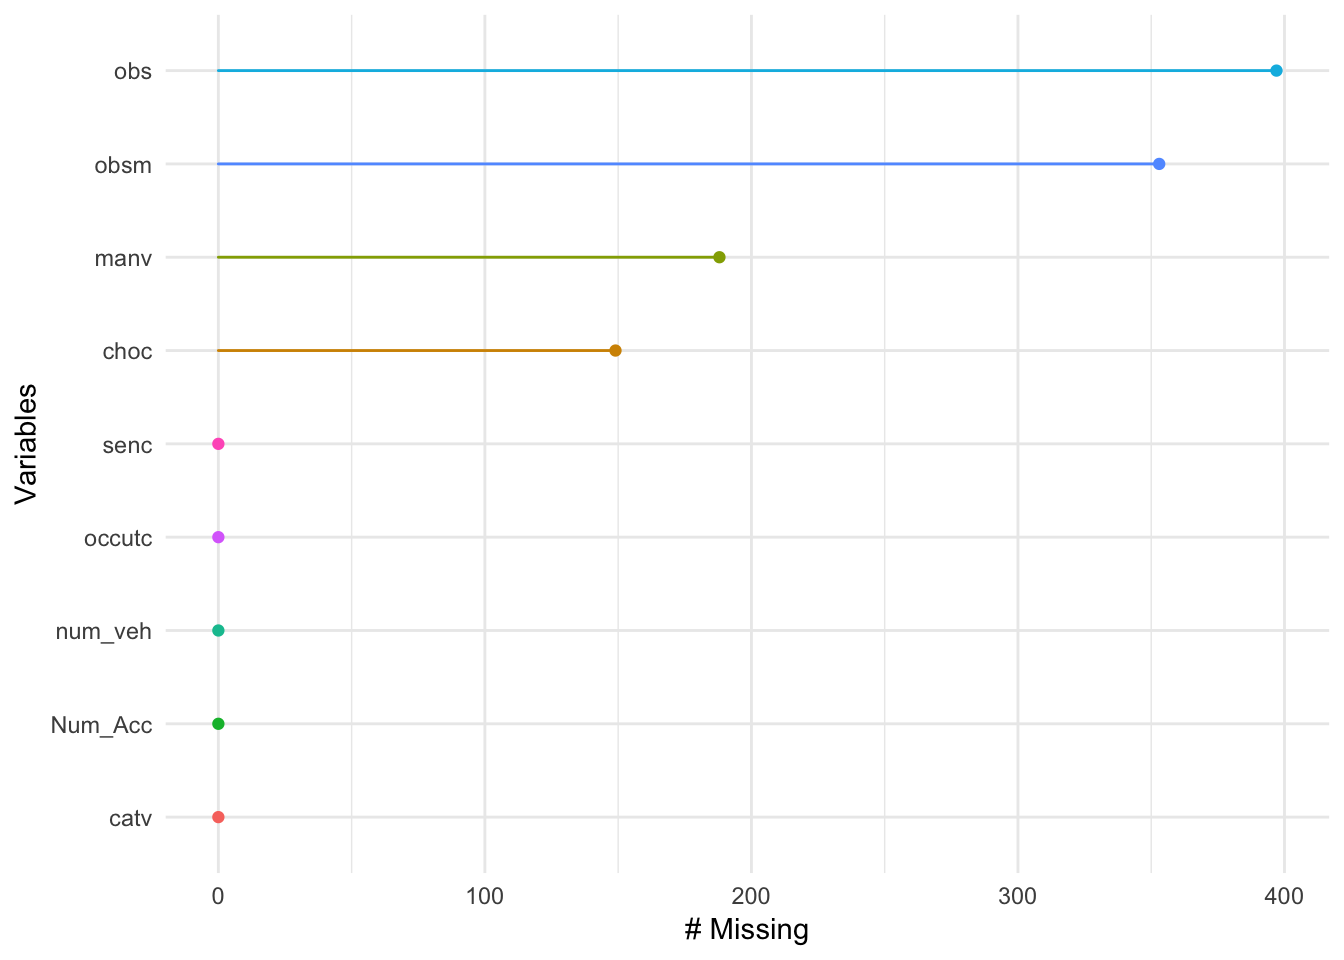 obs
obsm
manv
choc
senc
occutc
num_veh
Num_Acc
catv
Variables
0 100 200 300 400
# Missing